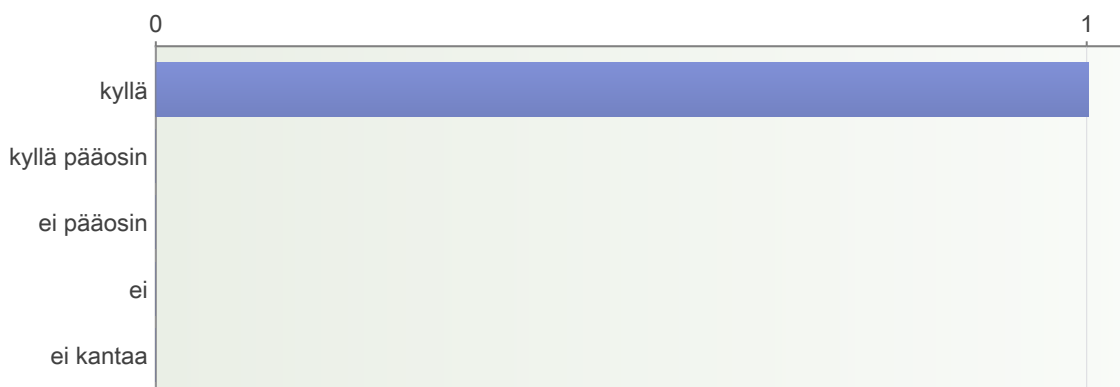 0 1
kyllä
kyllä pääosin
ei pääosin
ei
ei kantaa